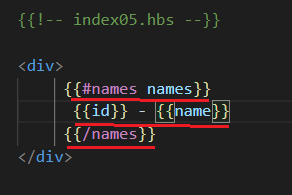 {{!-- index05.hbs --}}
<div>
{{#names names}}
{{id}} - {{name}}
{{/names}}
</div>